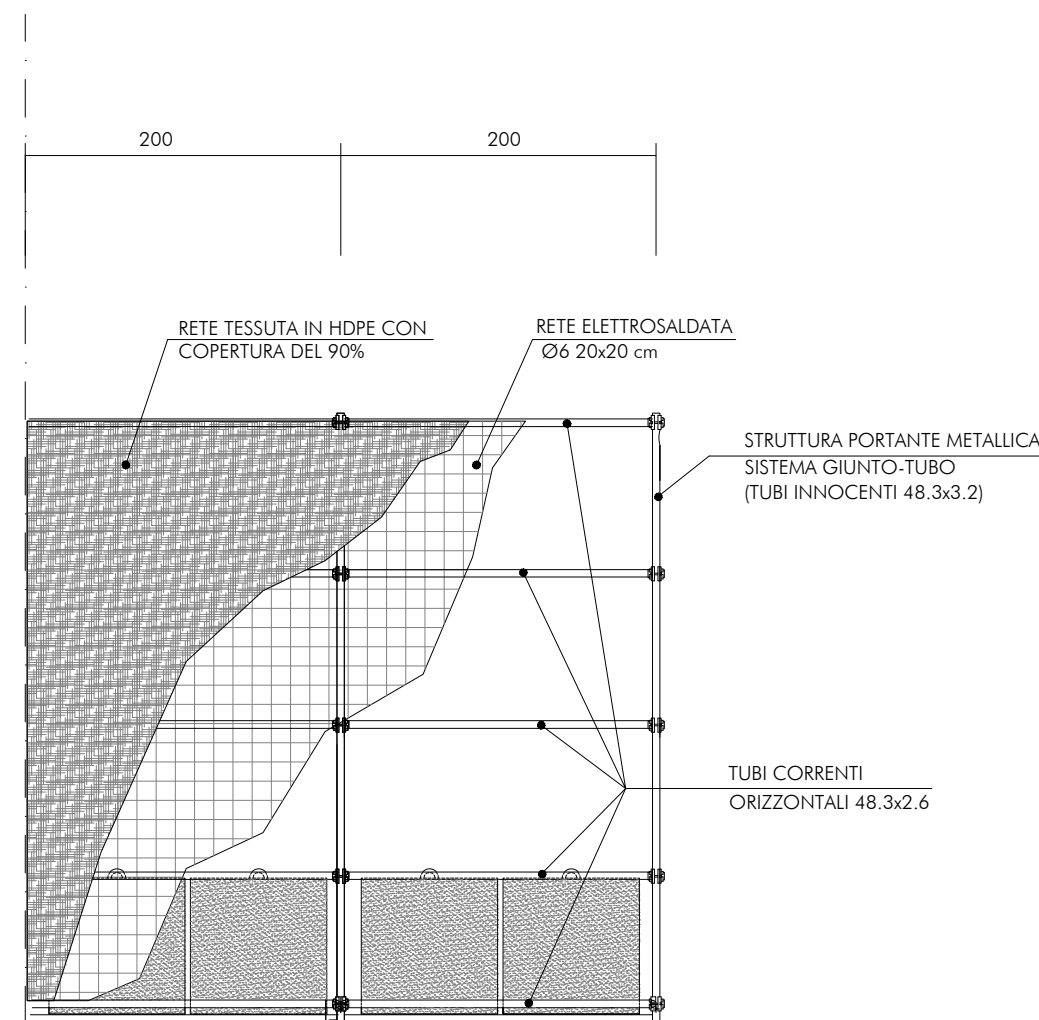 200
200
RETE TESSUTA IN HDPE CON
COPERTURA DEL 90%
RETE ELETTROSALDATA
Ø6 20x20 cm
STRUTTURA PORTANTE METALLICA
SISTEMA GIUNTO-TUBO
(TUBI INNOCENTI 48.3x3.2)
TUBI CORRENTI
ORIZZONTALI 48.3x2.6